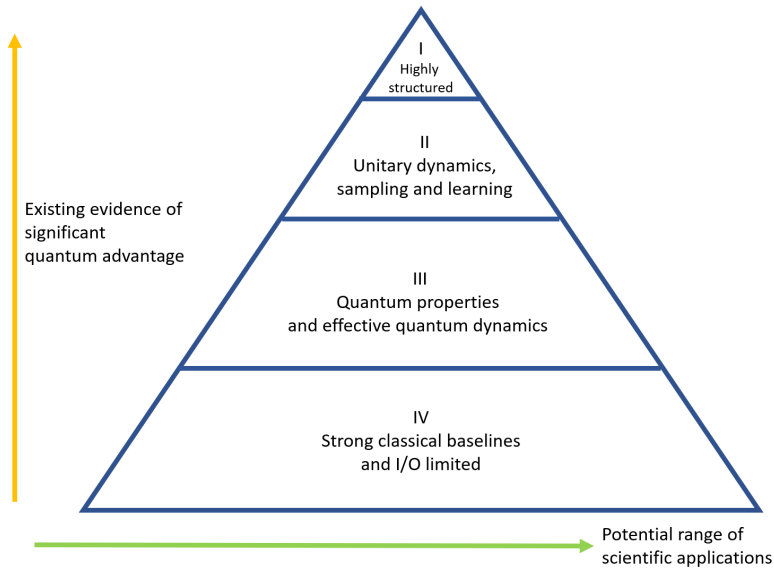 I
Highly
structured
II
Unitary dynamics,
sampling and learning
Existing evidence of
significant
quantum advantage
III
Quantum properties
and effective quantum dynamics
IV
Strong classical baselines
and I/O limited
Potential range of
scientific applications